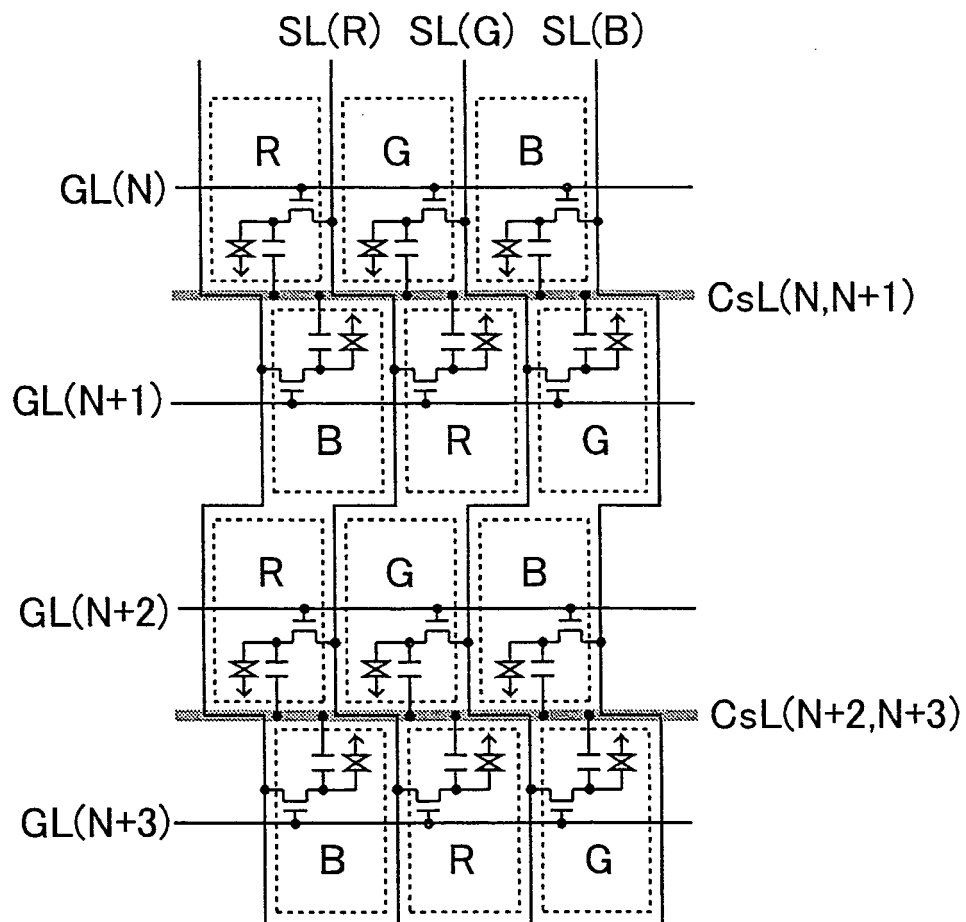 SL(R) SL(G) SL(B)
R G B
GL(N)
CsL(N,N+1)
GL(N+1)
B R G
R G B
GL(N+2)
CsL(N+2,N+3)
GL(N+3)
B R G